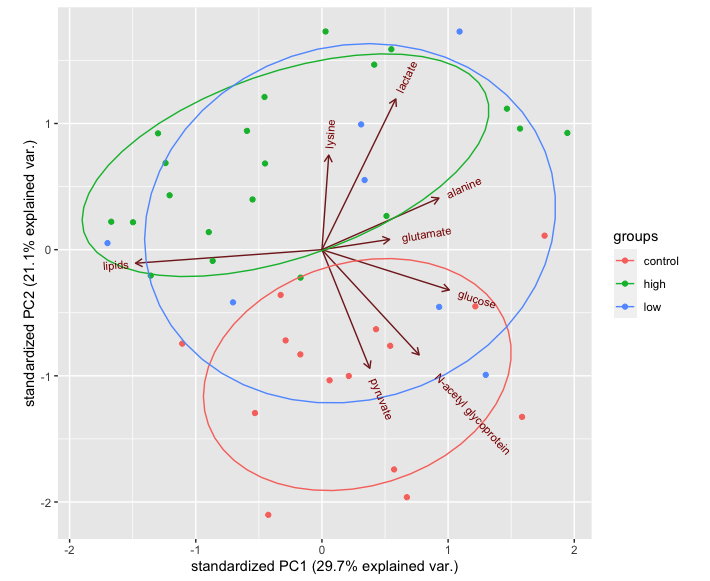 lactate
lysine
1
alanine
glutamate
0
lipids
glucose
-1
pyruvate
N-acetyl glycoprotein
-2
standardized PC2 (21.1% explained var.)
-2 -1 0 1 2
standardized PC1 (29.7% explained var.)
groups
control
high
low